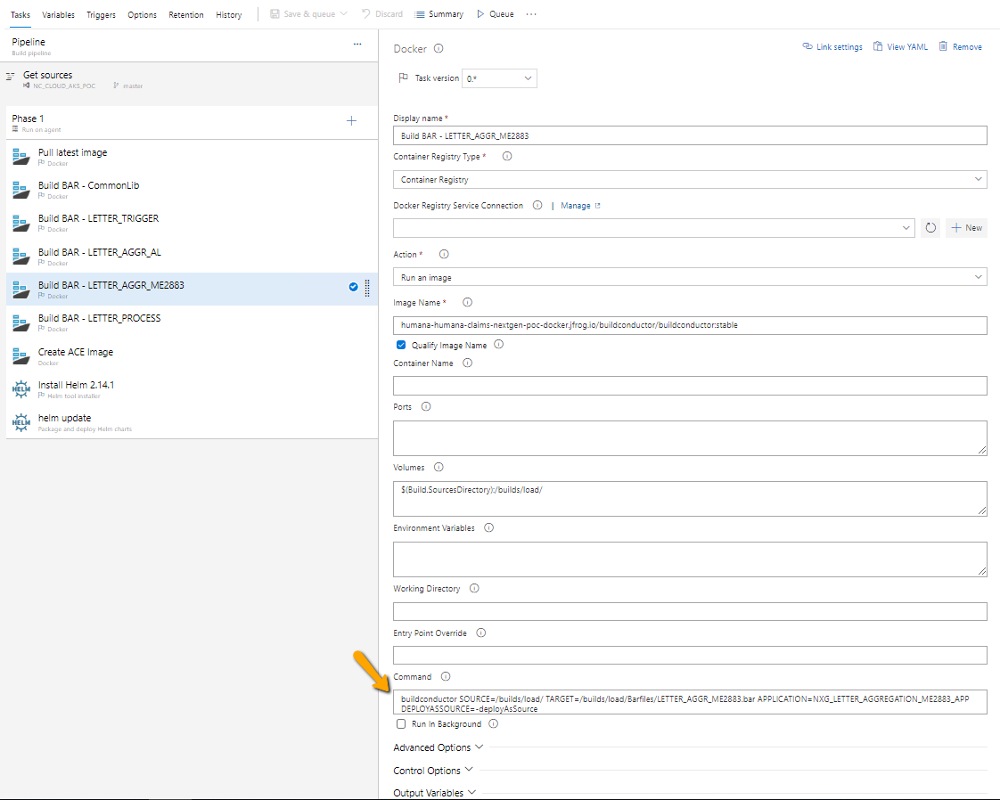 Tasks Variables Triggers Options Retention History Save & queue Discard Summary Queue ...
Pipeline ...
Build pipeline
Get sources
NC_CLOUD_AKS_POC master
Phase 1
Run on agent
Pull latest image
Docker
Build BAR - CommonLib
Docker
Build BAR - LETTER_TRIGGER
Docker
Build BAR - LETTER_AGGR_AL
Docker
Build BAR - LETTER_AGGR_ME2883
Docker
Build BAR - LETTER_PROCESS
Docker
Create ACE Image
Docker
HELM
Install Helm 2.14.1
Helm tool installer
HELM
helm update
Package and deploy Helm charts
Docker Link settings View YAML Remove
Task version 0.*
Display name *
Build BAR - LETTER_AGGR_ME2883
Container Registry Type *
Container Registry
Docker Registry Service Connection | Manage
New
Action *
Run an image
Image Name *
humana-humana-claims-nextgen-poc-docker.jfrog.io/buildconductor/buildconductor:stable
Qualify Image Name
Container Name
Ports
Volumes
$(Build.SourcesDirectory):/builds/load/
Environment Variables
Working Directory
Entry Point Override
Command
buildconductor SOURCE=/builds/load/ TARGET=/builds/load/Barfiles/LETTER_AGGR_ME2883.bar APPLICATION=NXG_LETTER_AGGREGATION_ME2883_APP
DEPLOYASSOURCE=-deployAsSource
Run In Background
Advanced Options
Control Options
Output Variables